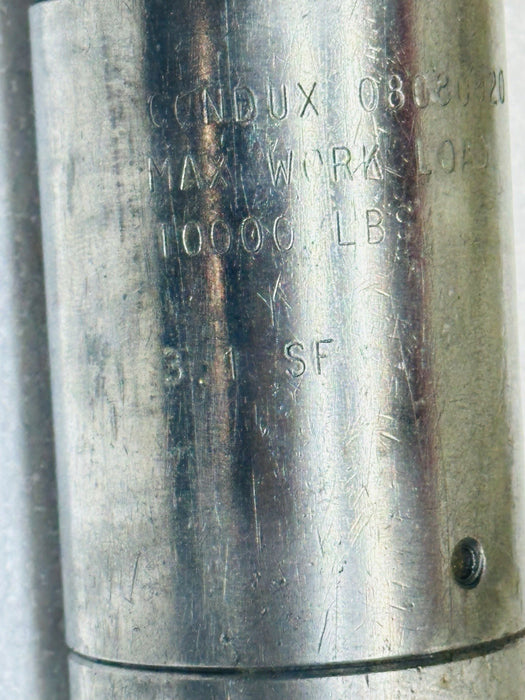 CONDUX
MAX WORK LOAD
10000 LBS
Y
3.1 SF